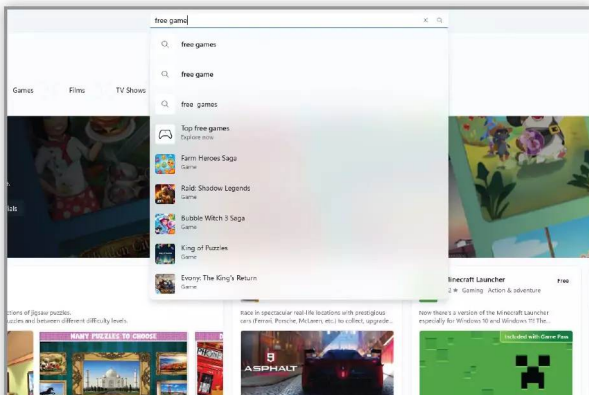 free game
free games
free game
free games
Games Films TV Shows
Top free games
Explore now
Farm Heroes Saga
Game
Raid: Shadow Legends
Game
Bubble Witch 3 Saga
Game
King of Puzzles
Game
Evony: The King's Return
Game
Minecraft Launcher
Free
Gaming Action & adventure
ctions of jigsaw puzzles.
uzzles and between different difficulty levels.
Race in spectacular real-life locations with prestigious
cars (Ferrari, Porsche, McLaren, etc.) to collect, upgrade...
Now there's a version of the Minecraft Launcher
especially for Windows 10 and Windows 11! The...
MANY PUZZLES TO CHOOSE
ASPHALT
Included with Game Pass